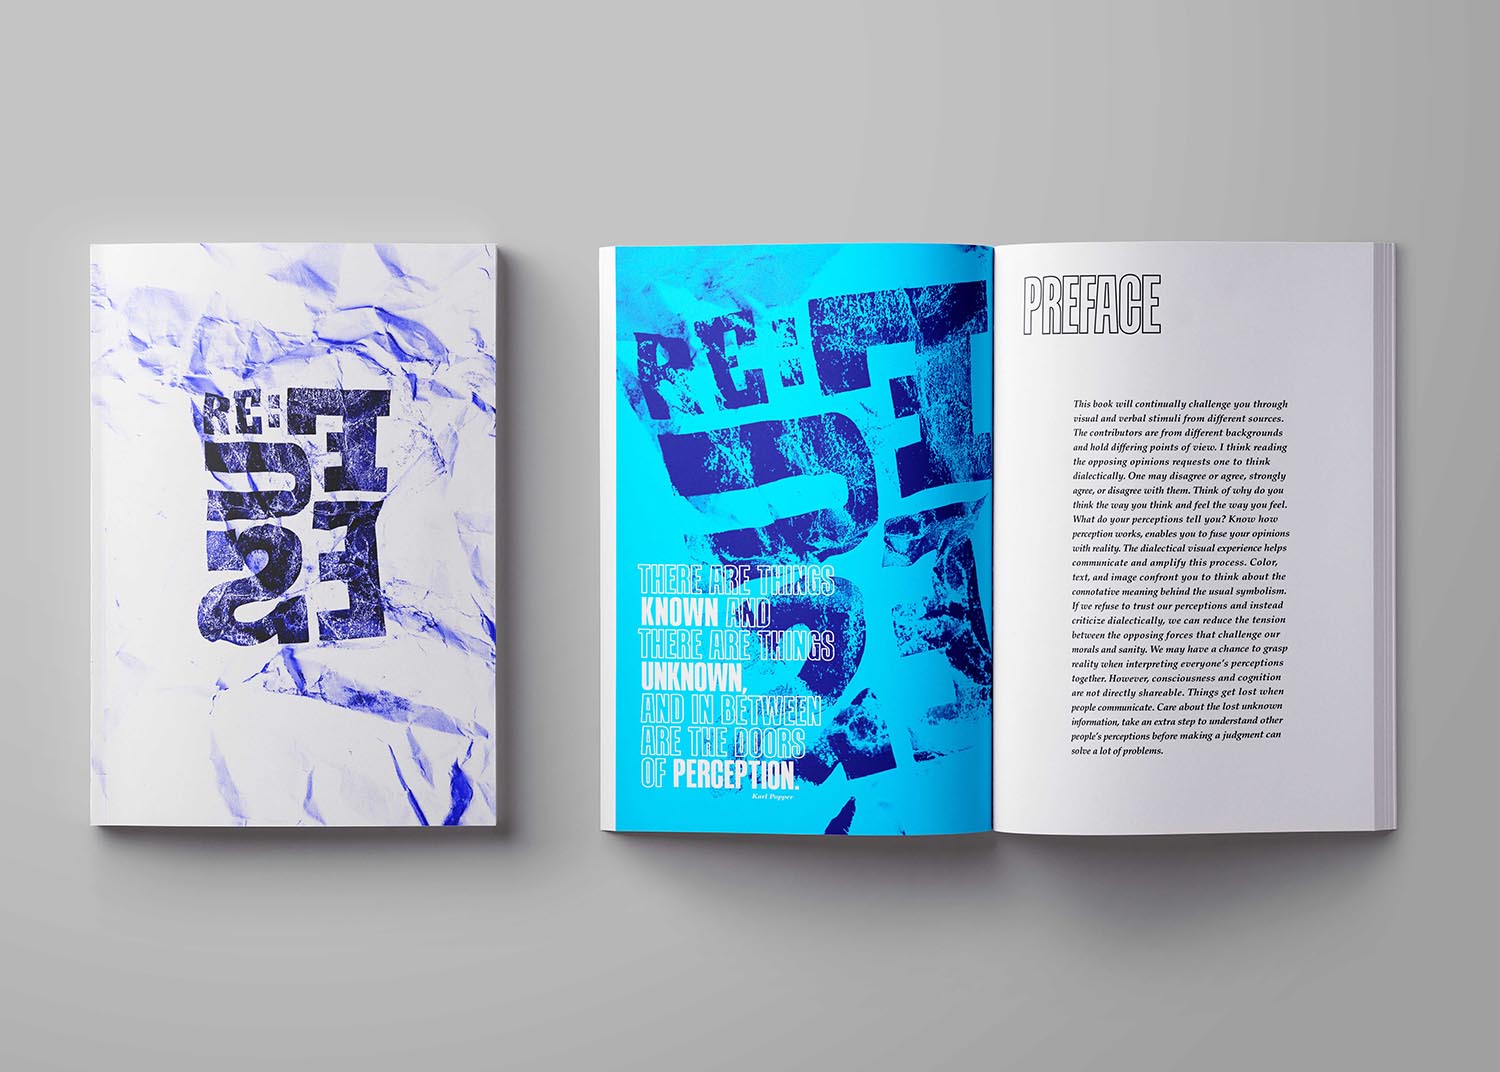 RE:F
USE
RE:F
USE
THERE ARE THINGS
KNOWN AND
THERE ARE THINGS
UNKNOWN,
AND IN BETWEEN
ARE THE DOORS
OF PERCEPTION.
Karl Popper
PREFACE
This book will continually challenge you through
visual and verbal stimuli from different sources.
The contributors are from different backgrounds
and hold differing points of view. I think reading
the opposing opinions requests one to think
dialectically. One may disagree or agree, strongly
agree, or disagree with them. Think of why do you
think the way you think and feel the way you feel.
What do your perceptions tell you? Know how
perception works, enables you to fuse your opinions
with reality. The dialectical visual experience helps
communicate and amplify this process. Color,
text, and image confront you to think about the
connotative meaning behind the usual symbolism.
If we refuse to trust our perceptions and instead
criticize dialectically, we can reduce the tension
between the opposing forces that challenge our
morals and sanity. We may have a chance to grasp
reality when interpreting everyone's perceptions
together. However, consciousness and cognition
are not directly shareable. Things get lost when
people communicate. Care about the lost unknown
information, take an extra step to understand other
people's perceptions before making a judgment can
solve a lot of problems.